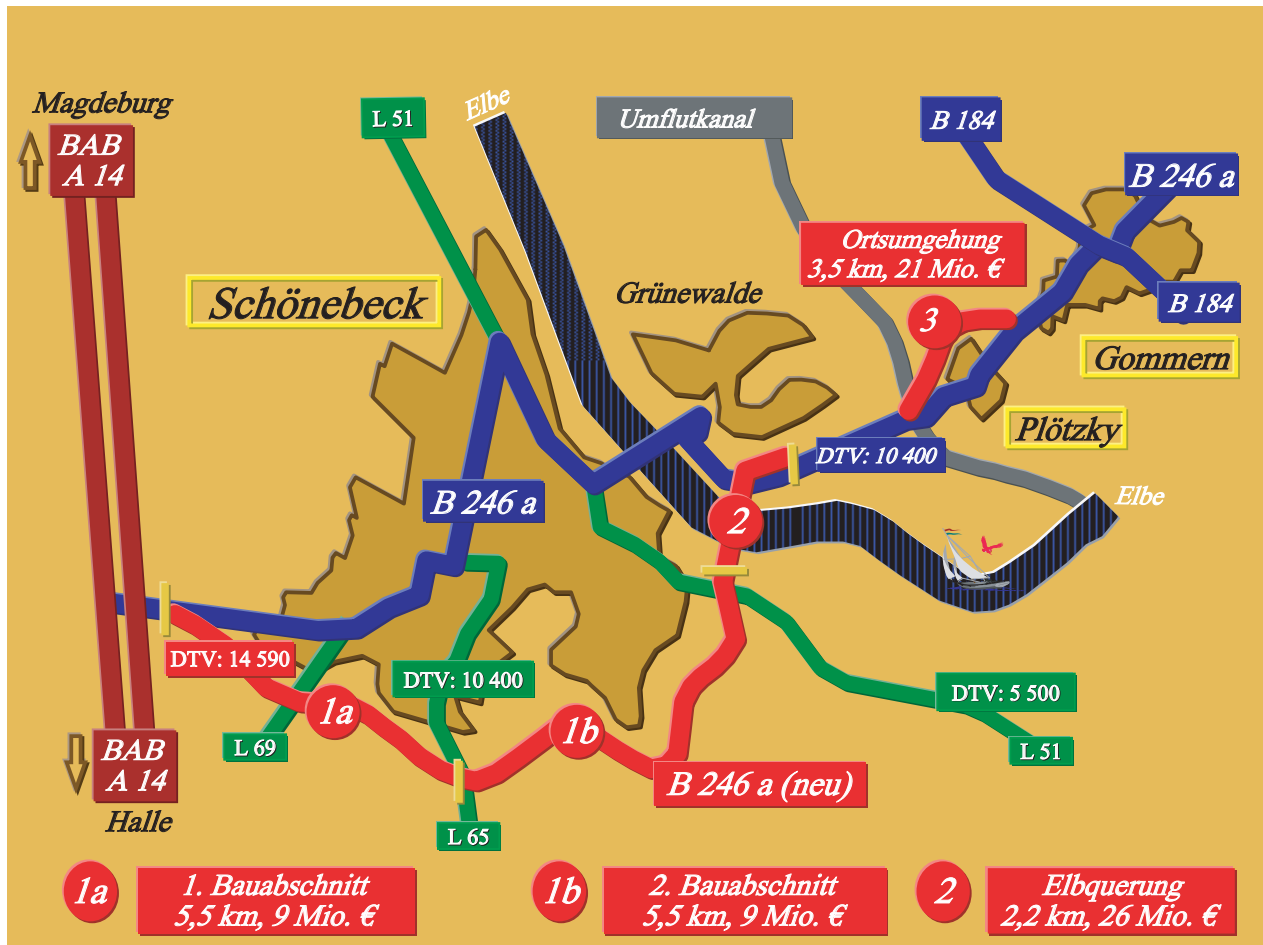 Magdeburg
BAB
A 14
L 51
Elbe
Umflutkanal
B 184
B 246 a
Ortsumgehung
3,5 km, 21 Mio. €
Schönebeck
Grünewalde
3
B 184
Gommern
Plötzky
DTV: 10 400
B 246 a
Elbe
2
DTV: 14 590
DTV: 10 400
DTV: 5 500
1a
1b
L 69
L 51
BAB
A 14
B 246 a (neu)
Halle
L 65
1a
1. Bauabschnitt
5,5 km, 9 Mio. €
1b
2. Bauabschnitt
5,5 km, 9 Mio. €
2
Elbquerung
2,2 km, 26 Mio. €